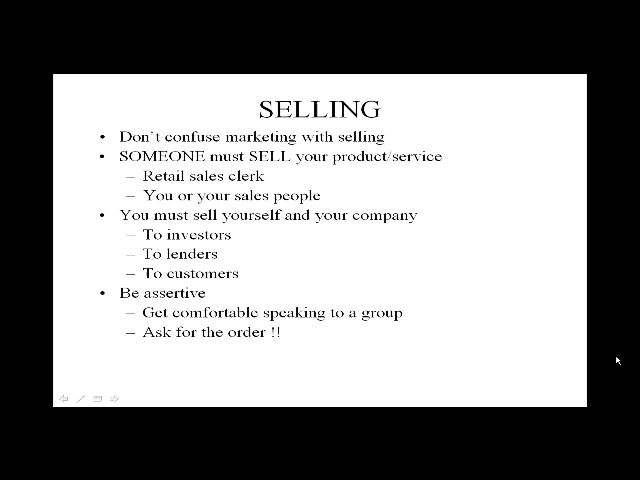 SELLING
• Don't confuse marketing with selling
• SOMEONE must SELL your product/service
– Retail sales clerk
– You or your sales people
• You must sell yourself and your company
– To investors
– To lenders
– To customers
• Be assertive
– Get comfortable speaking to a group
– Ask for the order !!